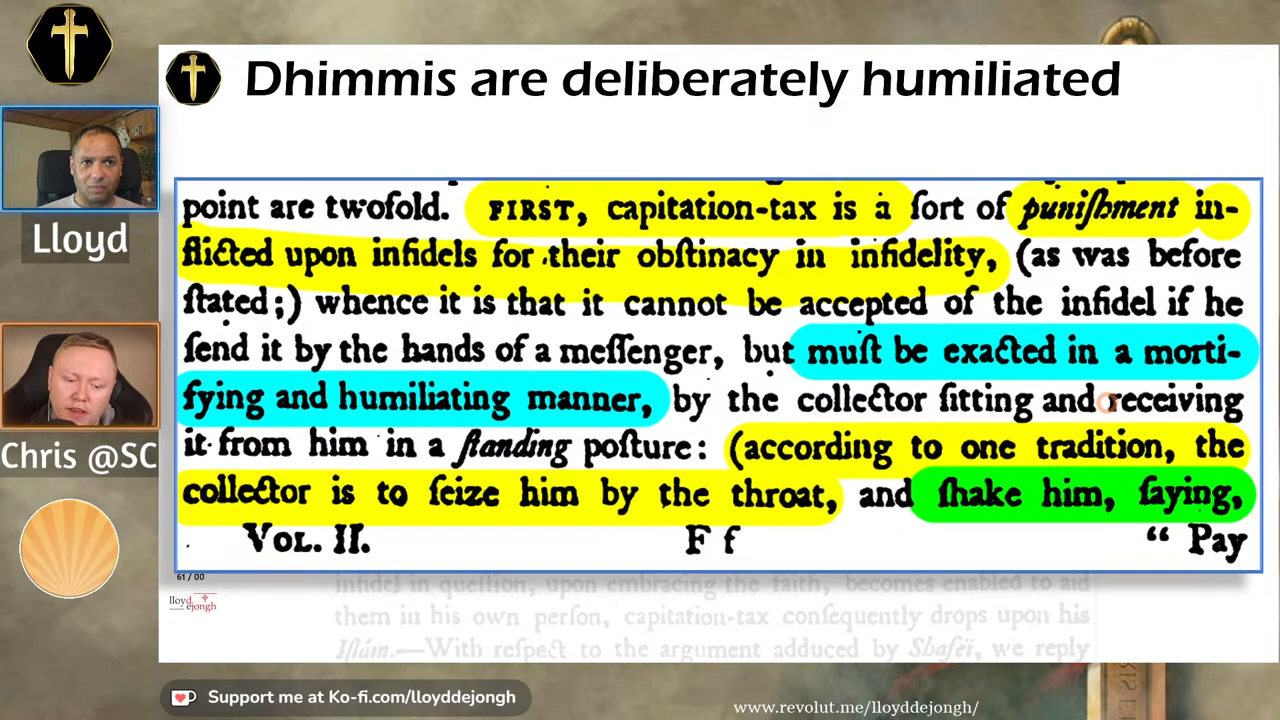 Dhimmis are deliberately humiliated
Lloyd
Chris @SC
point are twofold. FIRST, capitation-tax is a ſort of puniſhment in-
flicted upon infidels for their obſtinacy in infidelity, (as was before
ſtated;) whence it is that it cannot be accepted of the infidel if he
ſend it by the hands of a meſſenger, but muſt be exacted in a morti-
fying and humiliating manner, by the collector ſitting and receiving
it from him in a ſtanding poſture: (according to one tradition, the
collector is to ſeize him by the throat, and ſhake him, ſaying,
VOL. II. F f “ Pay
61 / 00
lloyd
ejongh
infidel in queſtion, upon embracing the faith, becomes enabled to aid
them in his own perſon, capitation-tax conſequently drops upon his
Iſlám.—With reſpect to the argument adduced by Shafeï, we reply
Support me at Ko-fi.com/lloyddejongh
www.revolut.me/lloyddejongh/